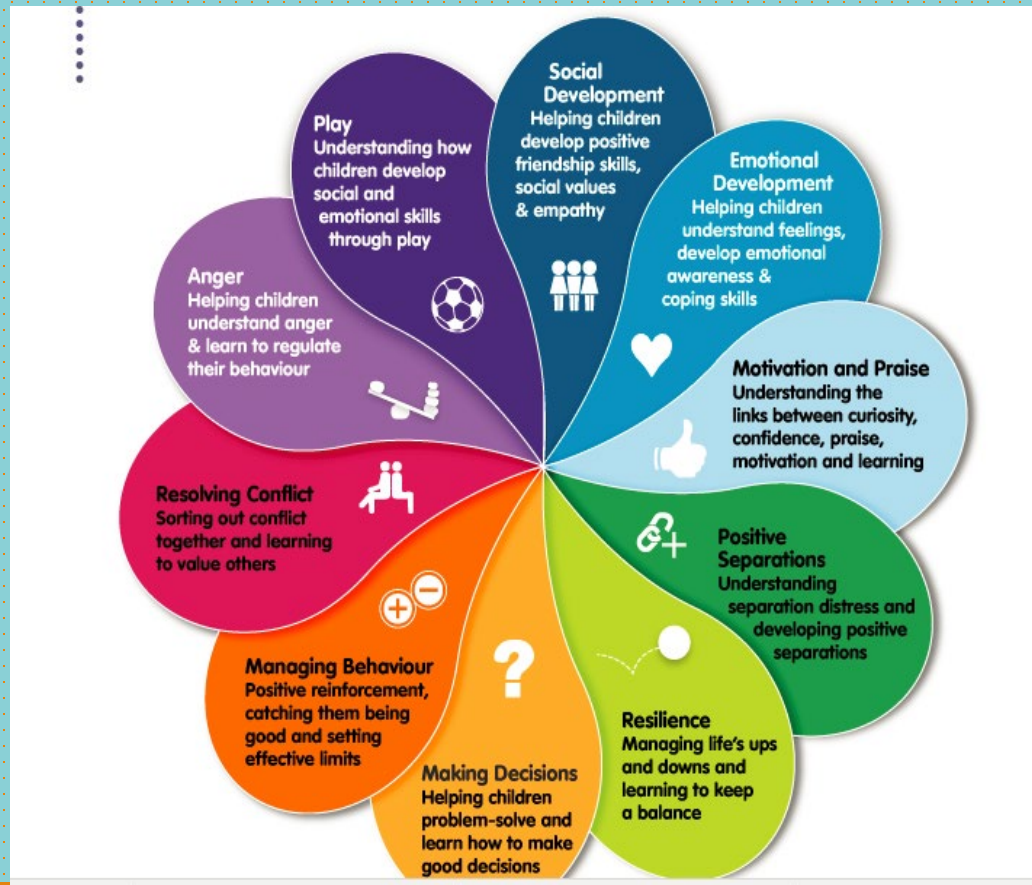 Social
Development
Helping children
develop positive
friendship skills,
social values
& empathy
Emotional
Development
Helping children
understand feelings,
develop emotional
awareness &
coping skills
Motivation and Praise
Understanding the
links between curiosity,
confidence, praise,
motivation and learning
Positive
Separations
Understanding
separation distress and
developing positive
separations
Resilience
Managing life's ups
and downs and
learning to keep
a balance
Making Decisions
Helping children
problem-solve and
learn how to make
good decisions
Managing Behaviour
Positive reinforcement,
catching them being
good and setting
effective limits
Resolving Conflict
Sorting out conflict
together and learning
to value others
Anger
Helping children
understand anger
& learn to regulate
their behaviour
Play
Understanding how
children develop
social and
emotional skills
through play